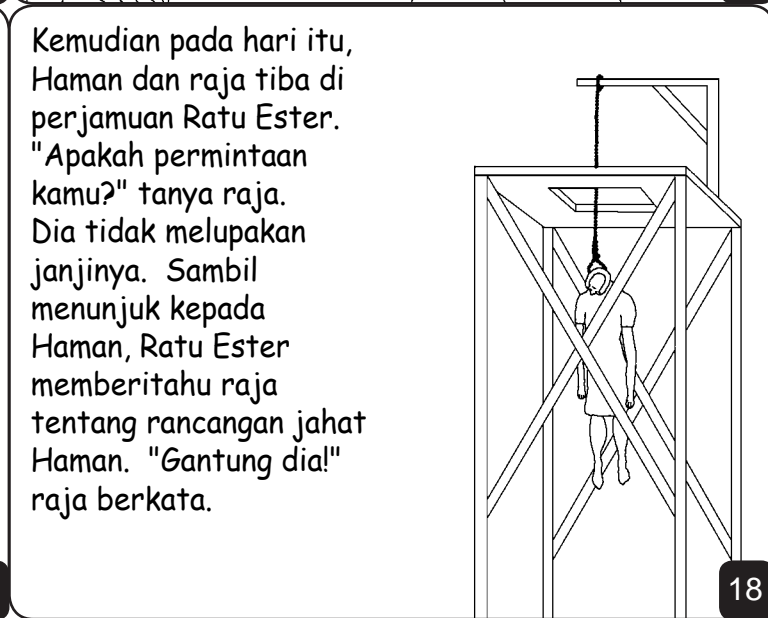 Kemudian pada hari itu,
Haman dan raja tiba di
perjamuan Ratu Ester.
"Apakah permintaan
kamu?" tanya raja.
Dia tidak melupakan
janjinya.  Sambil
menunjuk kepada
Haman, Ratu Ester
memberitahu raja
tentang rancangan jahat
Haman.  "Gantung dia!"
raja berkata.
18